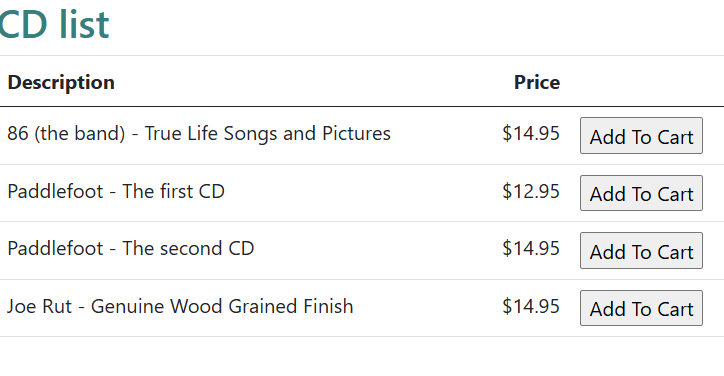 CD list
Description Price
86 (the band) - True Life Songs and Pictures $14.95 Add To Cart
Paddlefoot - The first CD $12.95 Add To Cart
Paddlefoot - The second CD $14.95 Add To Cart
Joe Rut - Genuine Wood Grained Finish $14.95 Add To Cart